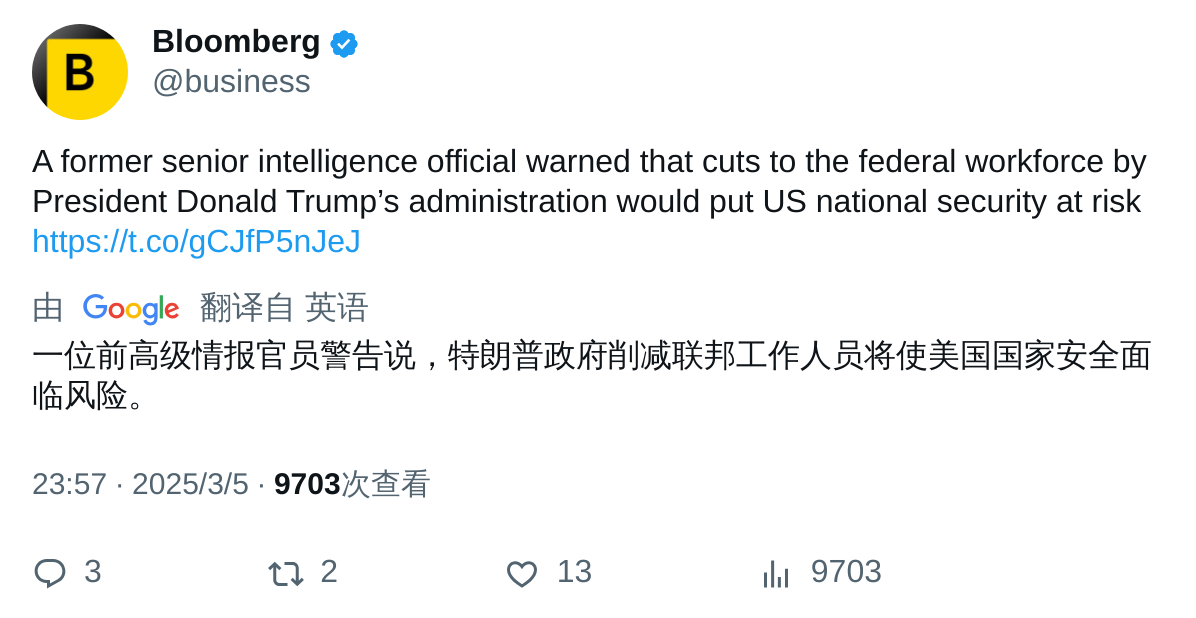 B
Bloomberg
@business
A former senior intelligence official warned that cuts to the federal workforce by
President Donald Trump’s administration would put US national security at risk
https://t.co/gCJfP5nJeJ
由 Google 翻译自 英语
一位前高级情报官员警告说，特朗普政府削减联邦工作人员将使美国国家安全面
临风险。
23:57 · 2025/3/5 · 9703次查看
3 2 13 9703